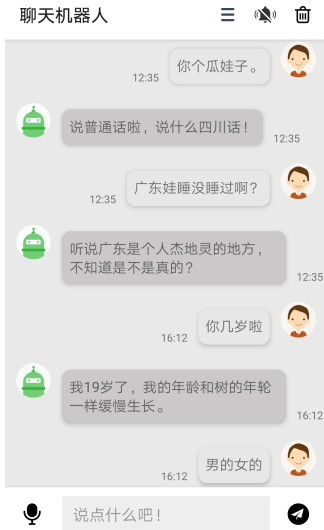 聊天机器人
你个瓜娃子。
12:35
说普通话啦，说什么四川话！
12:35
广东娃睡没睡过啊？
12:35
听说广东是个人杰地灵的地方，
不知道是不是真的？
12:35
你几岁啦
16:12
我19岁了，我的年龄和树的年轮
一样缓慢生长。
16:12
男的女的
16:12
说点什么吧！